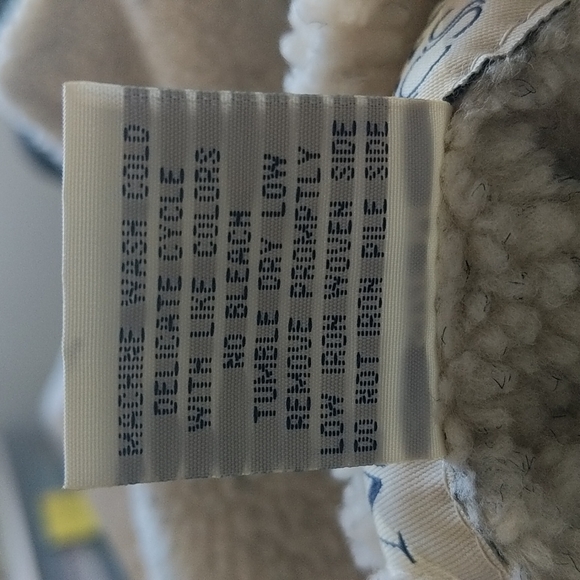 MACHINE WASH COLD
DELICATE CYCLE
WITH LIKE COLORS
NO BLEACH
TUMBLE DRY LOW
REMOVE PROMPTLY
LOW IRON WOVEN SIDE
DO NOT IRON PILE SIDE